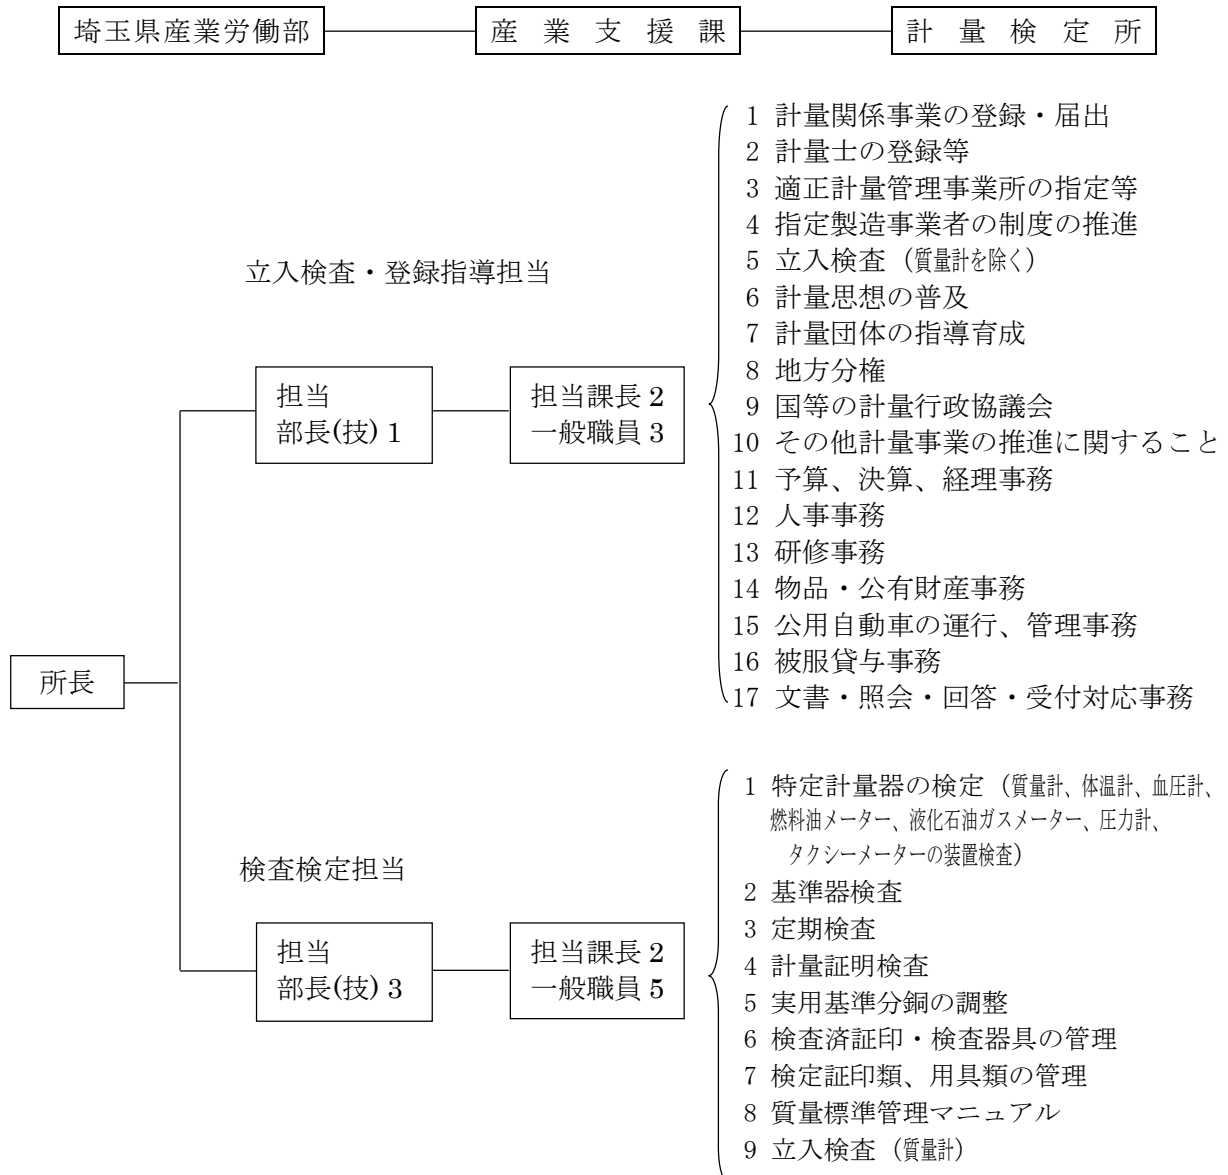 埼玉県産業労働部
産業支援課
計量検定所
立入検査・登録指導担当
担当
部長(技) 1
担当課長 2
一般職員 3
1 計量関係事業の登録・届出
2 計量士の登録等
3 適正計量管理事業所の指定等
4 指定製造事業者の制度の推進
5 立入検査（質量計を除く）
6 計量思想の普及
7 計量団体の指導育成
8 地方分権
9 国等の計量行政協議会
10 その他計量事業の推進に関すること
11 予算、決算、経理事務
12 人事事務
13 研修事務
14 物品・公有財産事務
15 公用自動車の運行、管理事務
16 被服貸与事務
17 文書・照会・回答・受付対応事務
所長
検査検定担当
担当
部長(技) 3
担当課長 2
一般職員 5
1 特定計量器の検定（質量計、体温計、血圧計、
燃料油メーター、液化石油ガスメーター、圧力計、
タクシーメーターの装置検査）
2 基準器検査
3 定期検査
4 計量証明検査
5 実用基準分銅の調整
6 検査済証印・検査器具の管理
7 検定証印類、用具類の管理
8 質量標準管理マニュアル
9 立入検査（質量計）